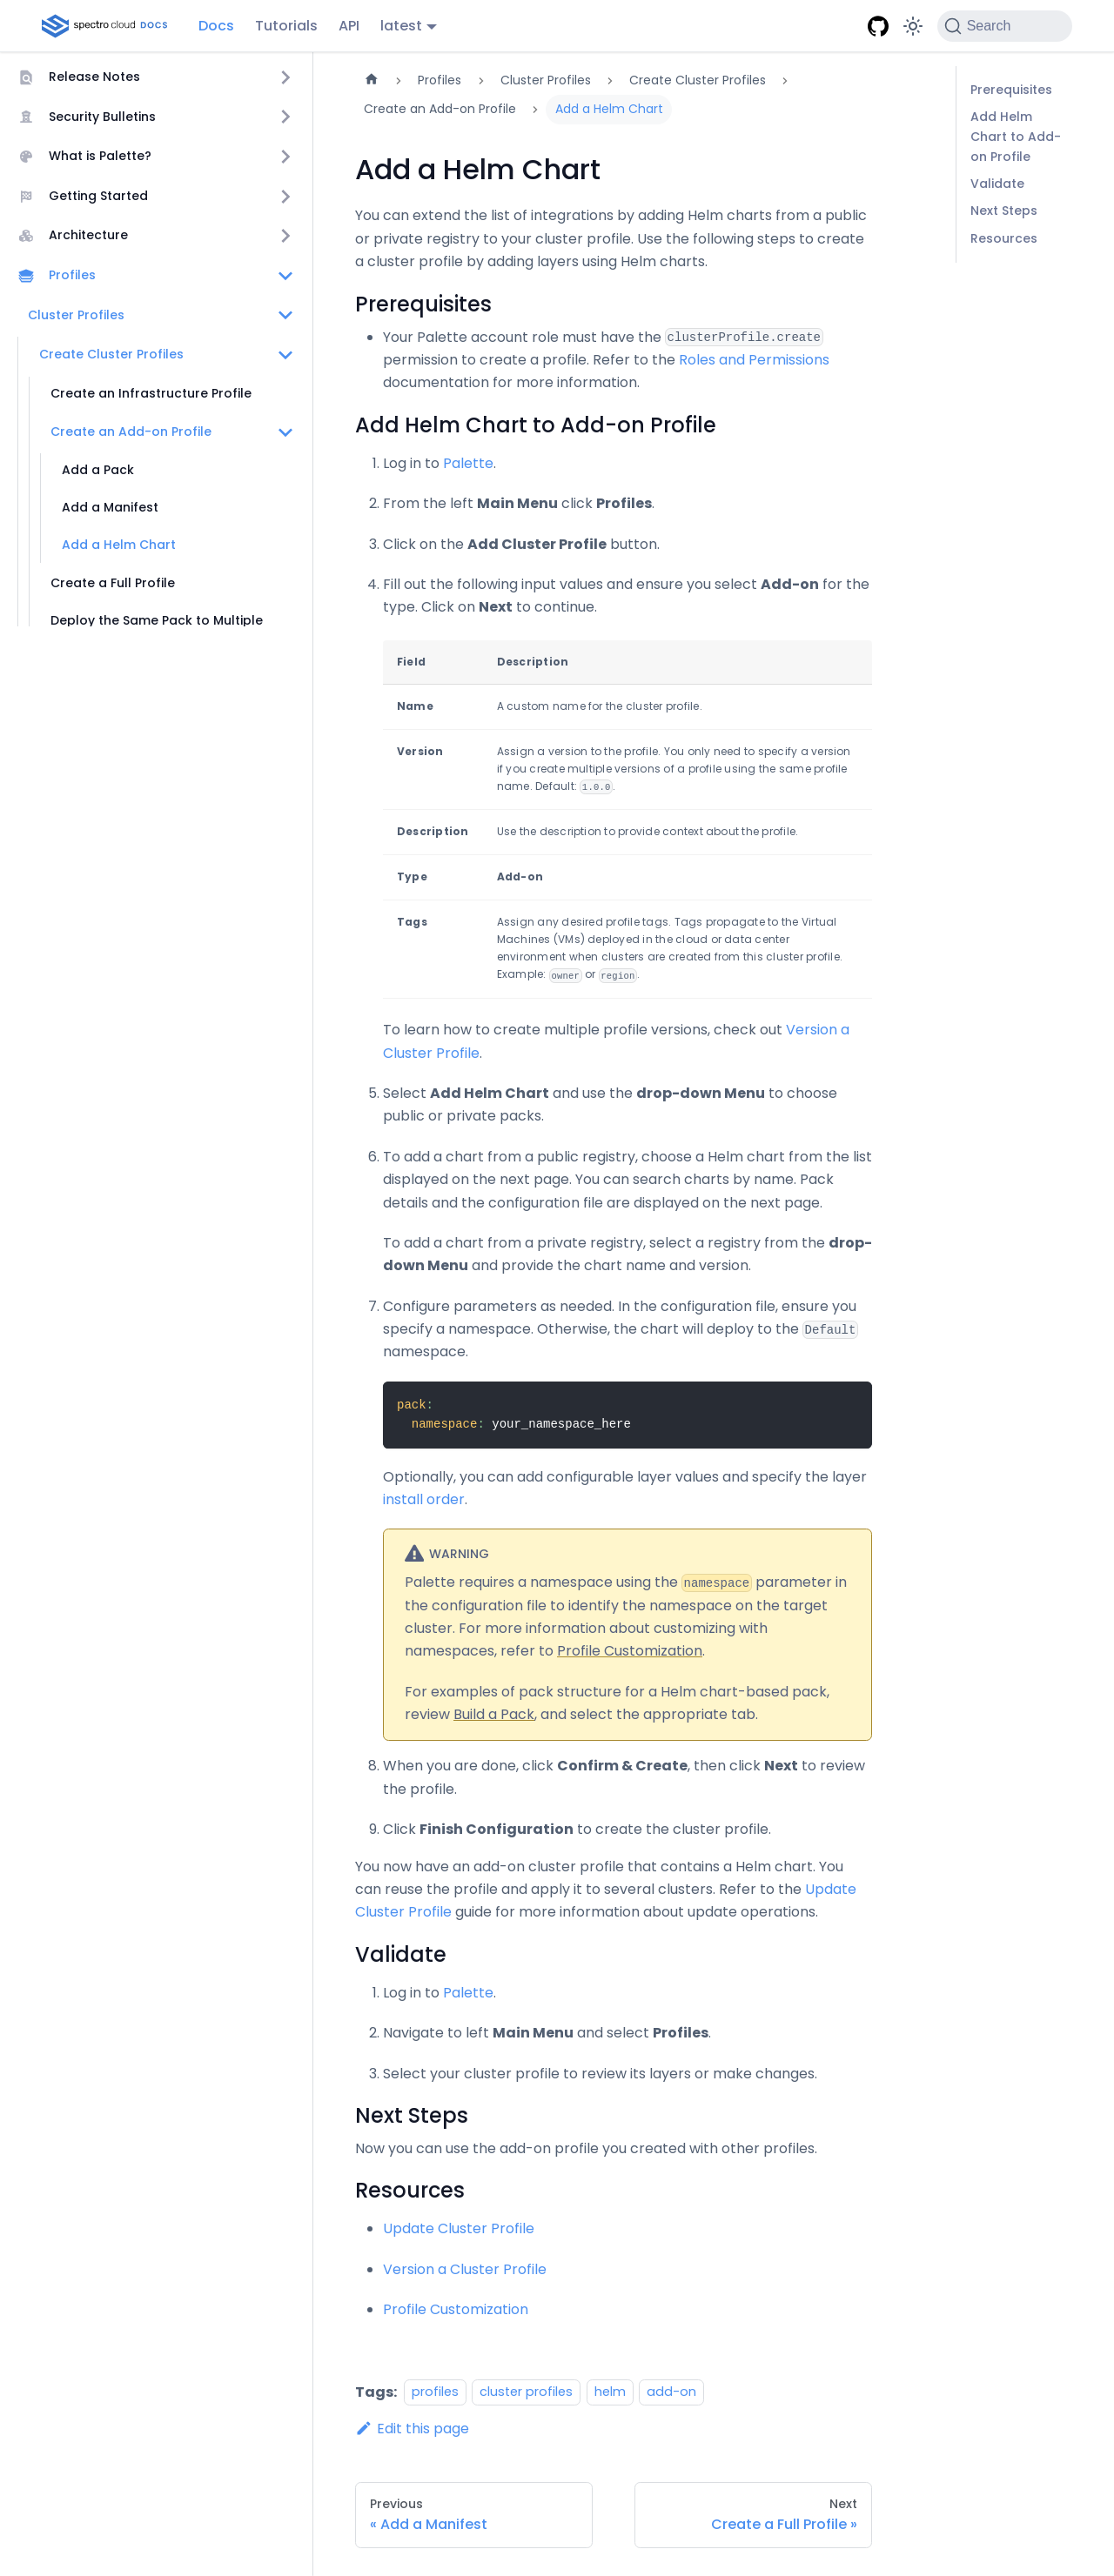 spectro cloud DOCS
Docs
Tutorials
API
latest
Search
Release Notes
Security Bulletins
What is Palette?
Getting Started
Architecture
Profiles
Cluster Profiles
Create Cluster Profiles
Create an Infrastructure Profile
Create an Add-on Profile
Add a Pack
Add a Manifest
Add a Helm Chart
Create a Full Profile
Deploy the Same Pack to Multiple
Profiles
Cluster Profiles
Create Cluster Profiles
Create an Add-on Profile
Add a Helm Chart
Add a Helm Chart
You can extend the list of integrations by adding Helm charts from a public
or private registry to your cluster profile. Use the following steps to create
a cluster profile by adding layers using Helm charts.
Prerequisites
Your Palette account role must have the clusterProfile.create
permission to create a profile. Refer to the Roles and Permissions
documentation for more information.
Add Helm Chart to Add-on Profile
1. Log in to Palette.
2. From the left Main Menu click Profiles.
3. Click on the Add Cluster Profile button.
4. Fill out the following input values and ensure you select Add-on for the
type. Click on Next to continue.
Field Description
Name A custom name for the cluster profile.
Version Assign a version to the profile. You only need to specify a version
if you create multiple versions of a profile using the same profile
name. Default: 1.0.0.
Description Use the description to provide context about the profile.
Type Add-on
Tags Assign any desired profile tags. Tags propagate to the Virtual
Machines (VMs) deployed in the cloud or data center
environment when clusters are created from this cluster profile.
Example: owner or region.
To learn how to create multiple profile versions, check out Version a
Cluster Profile.
5. Select Add Helm Chart and use the drop-down Menu to choose
public or private packs.
6. To add a chart from a public registry, choose a Helm chart from the list
displayed on the next page. You can search charts by name. Pack
details and the configuration file are displayed on the next page.
To add a chart from a private registry, select a registry from the drop-
down Menu and provide the chart name and version.
7. Configure parameters as needed. In the configuration file, ensure you
specify a namespace. Otherwise, the chart will deploy to the Default
namespace.
pack:
namespace: your_namespace_here
Optionally, you can add configurable layer values and specify the layer
install order.
WARNING
Palette requires a namespace using the namespace parameter in
the configuration file to identify the namespace on the target
cluster. For more information about customizing with
namespaces, refer to Profile Customization.
For examples of pack structure for a Helm chart-based pack,
review Build a Pack, and select the appropriate tab.
8. When you are done, click Confirm & Create, then click Next to review
the profile.
9. Click Finish Configuration to create the cluster profile.
You now have an add-on cluster profile that contains a Helm chart. You
can reuse the profile and apply it to several clusters. Refer to the Update
Cluster Profile guide for more information about update operations.
Validate
1. Log in to Palette.
2. Navigate to left Main Menu and select Profiles.
3. Select your cluster profile to review its layers or make changes.
Next Steps
Now you can use the add-on profile you created with other profiles.
Resources
Update Cluster Profile
Version a Cluster Profile
Profile Customization
Tags: profiles cluster profiles helm add-on
Edit this page
Previous
« Add a Manifest
Next
Create a Full Profile »
Prerequisites
Add Helm
Chart to Add-
on Profile
Validate
Next Steps
Resources